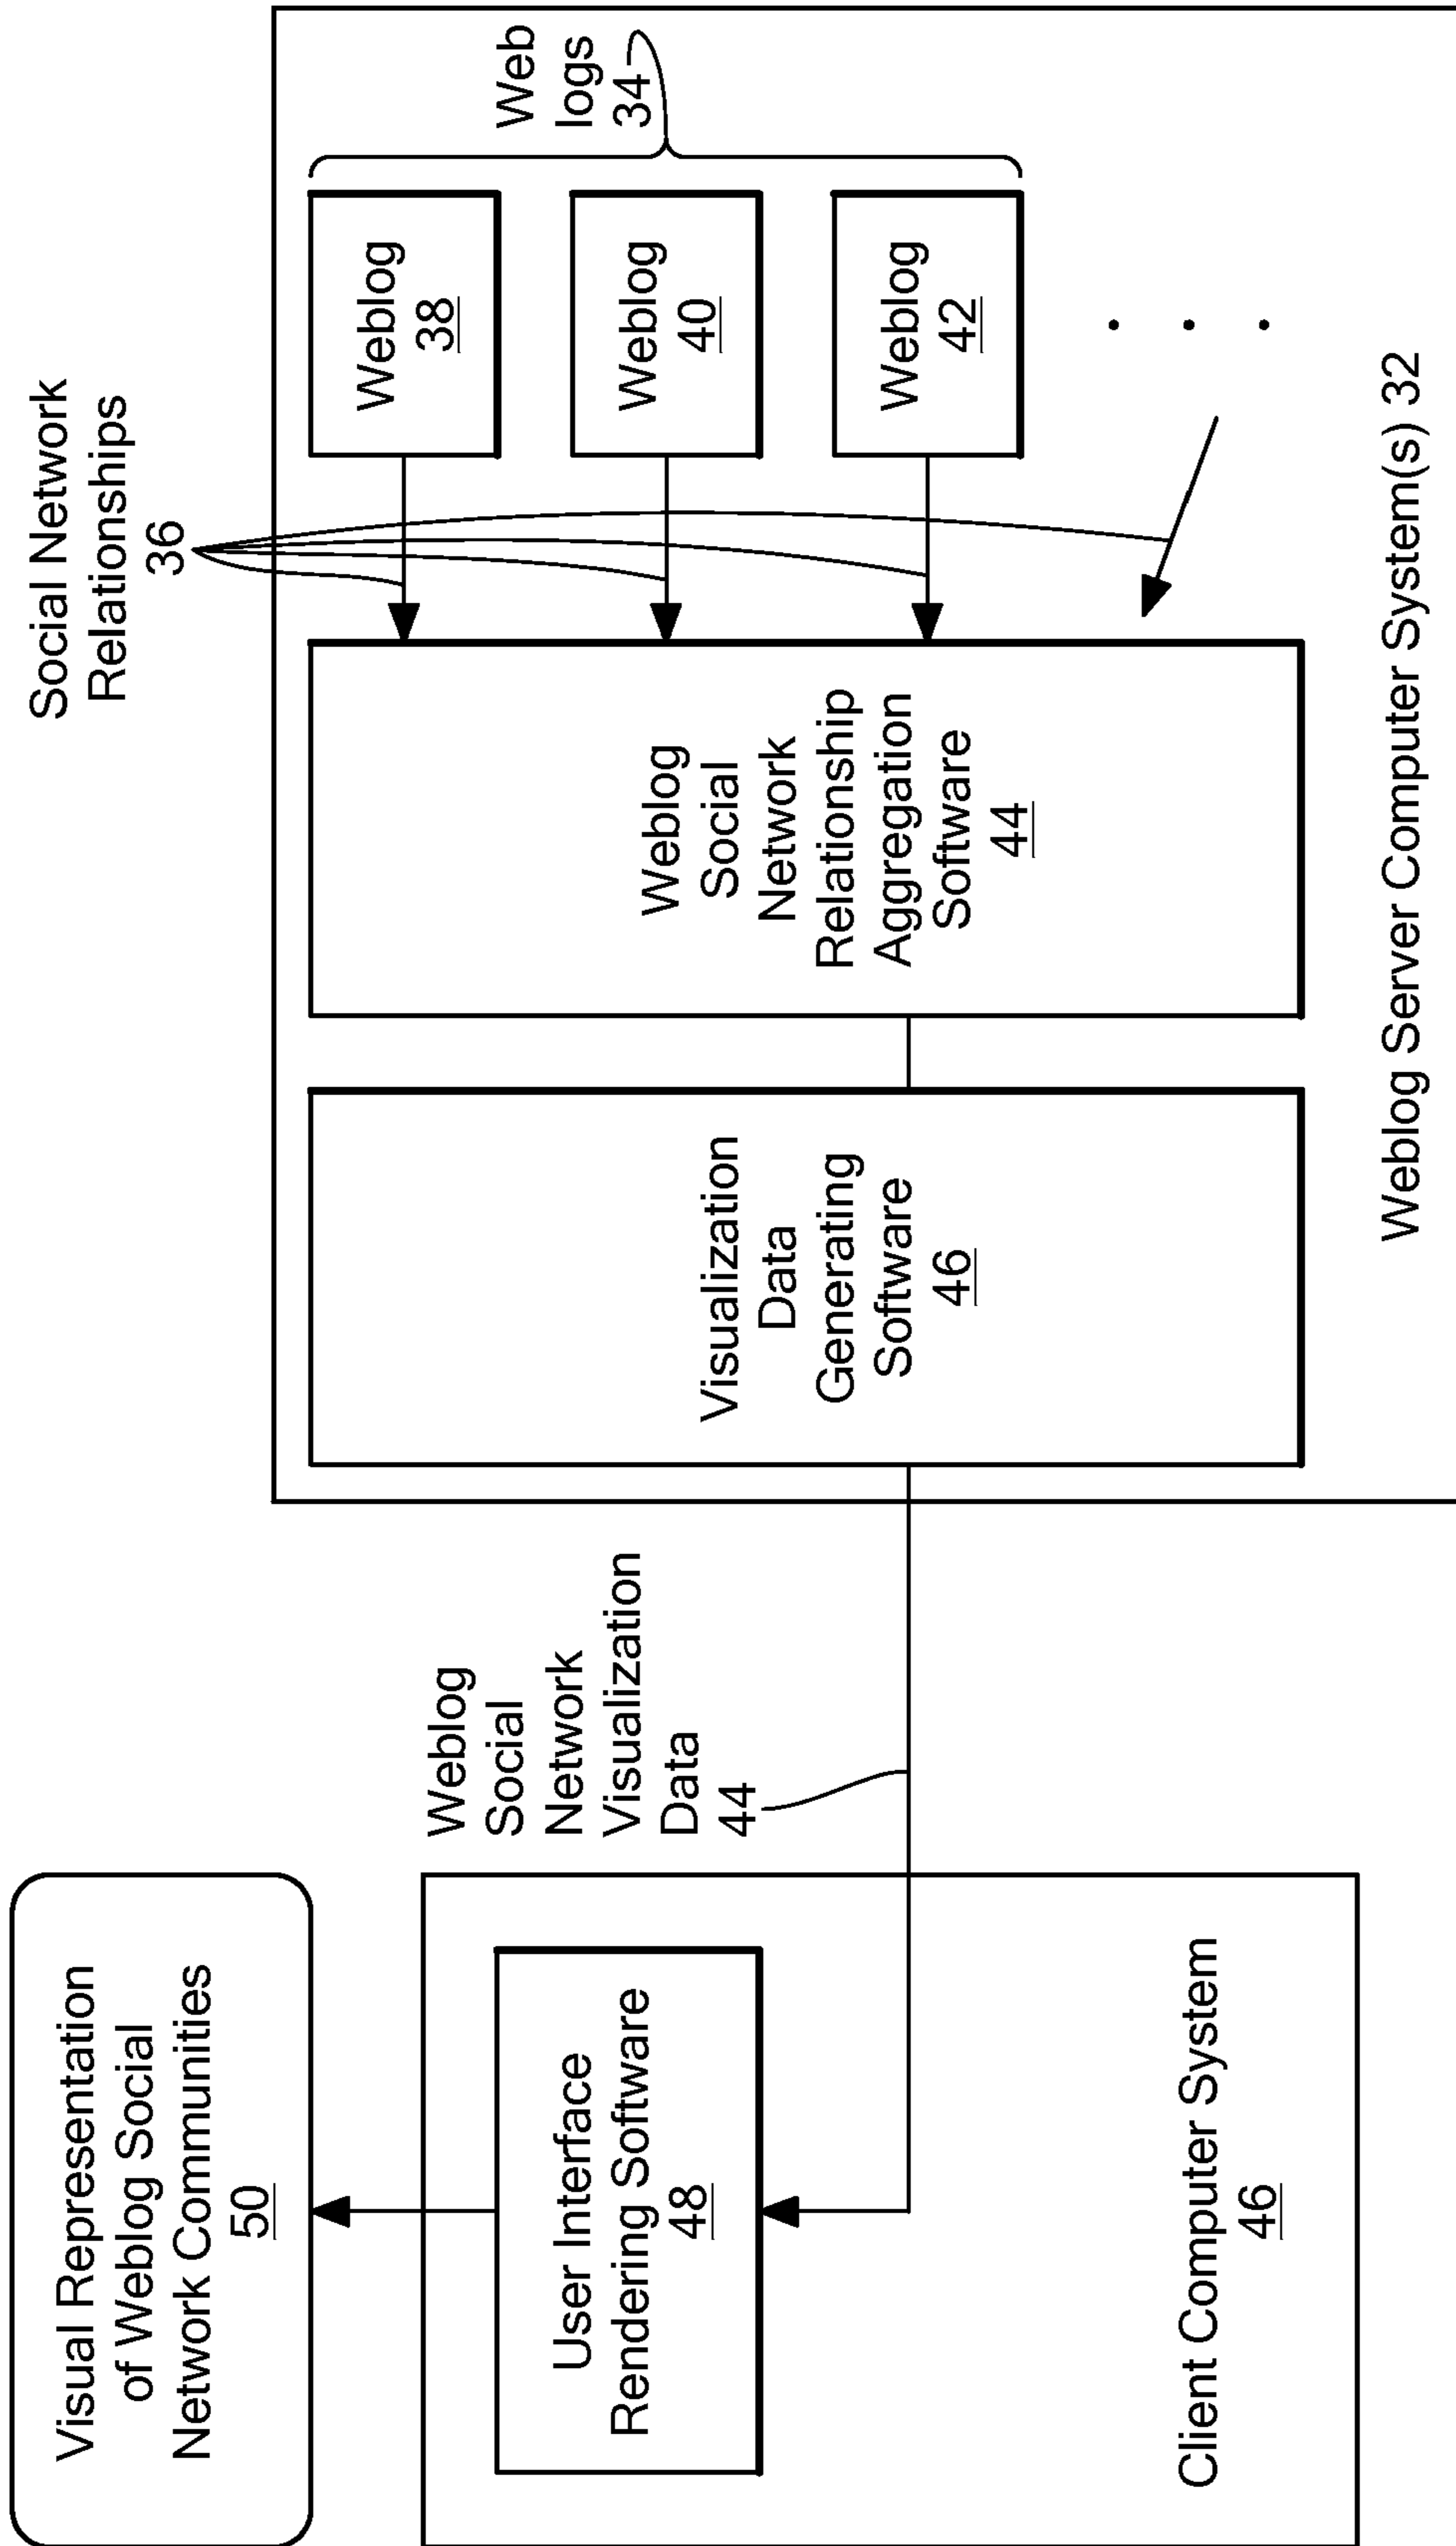 Visual Representation
of Weblog Social
Network Communities
50
User Interface
Rendering Software
48
Client Computer System
46
Weblog
Social
Network
Visualization
Data
44
Visualization
Data
Generating
Software
46
Weblog
Social
Network
Relationship
Aggregation
Software
44
Social Network
Relationships
36
Weblog
38
Weblog
40
Weblog
42
Web
logs
34
Weblog Server Computer System(s) 32